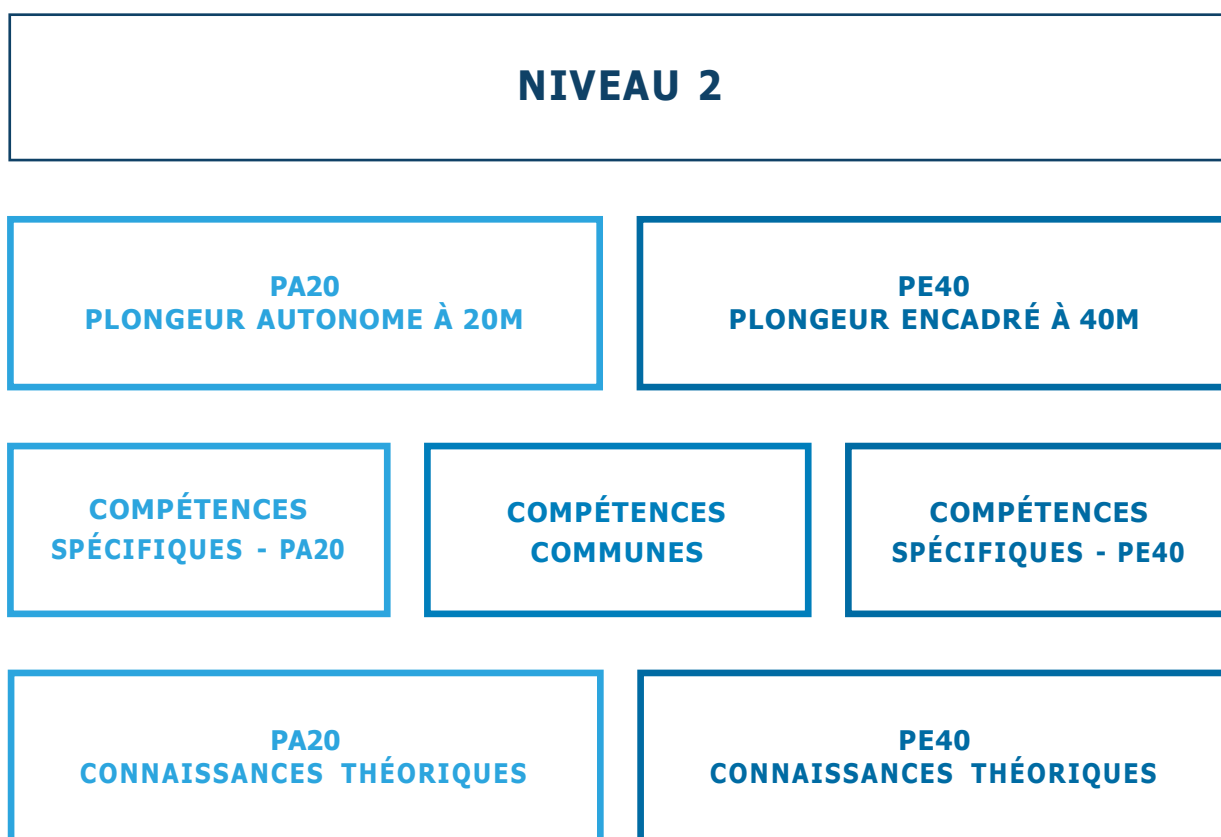 NIVEAU 2
PA20
PLONGEUR AUTONOME À 20M
PE40
PLONGEUR ENCADRÉ À 40M
COMPÉTENCES
SPÉCIFIQUES - PA20
COMPÉTENCES
COMMUNES
COMPÉTENCES
SPÉCIFIQUES - PE40
PA20
CONNAISSANCES THÉORIQUES
PE40
CONNAISSANCES THÉORIQUES